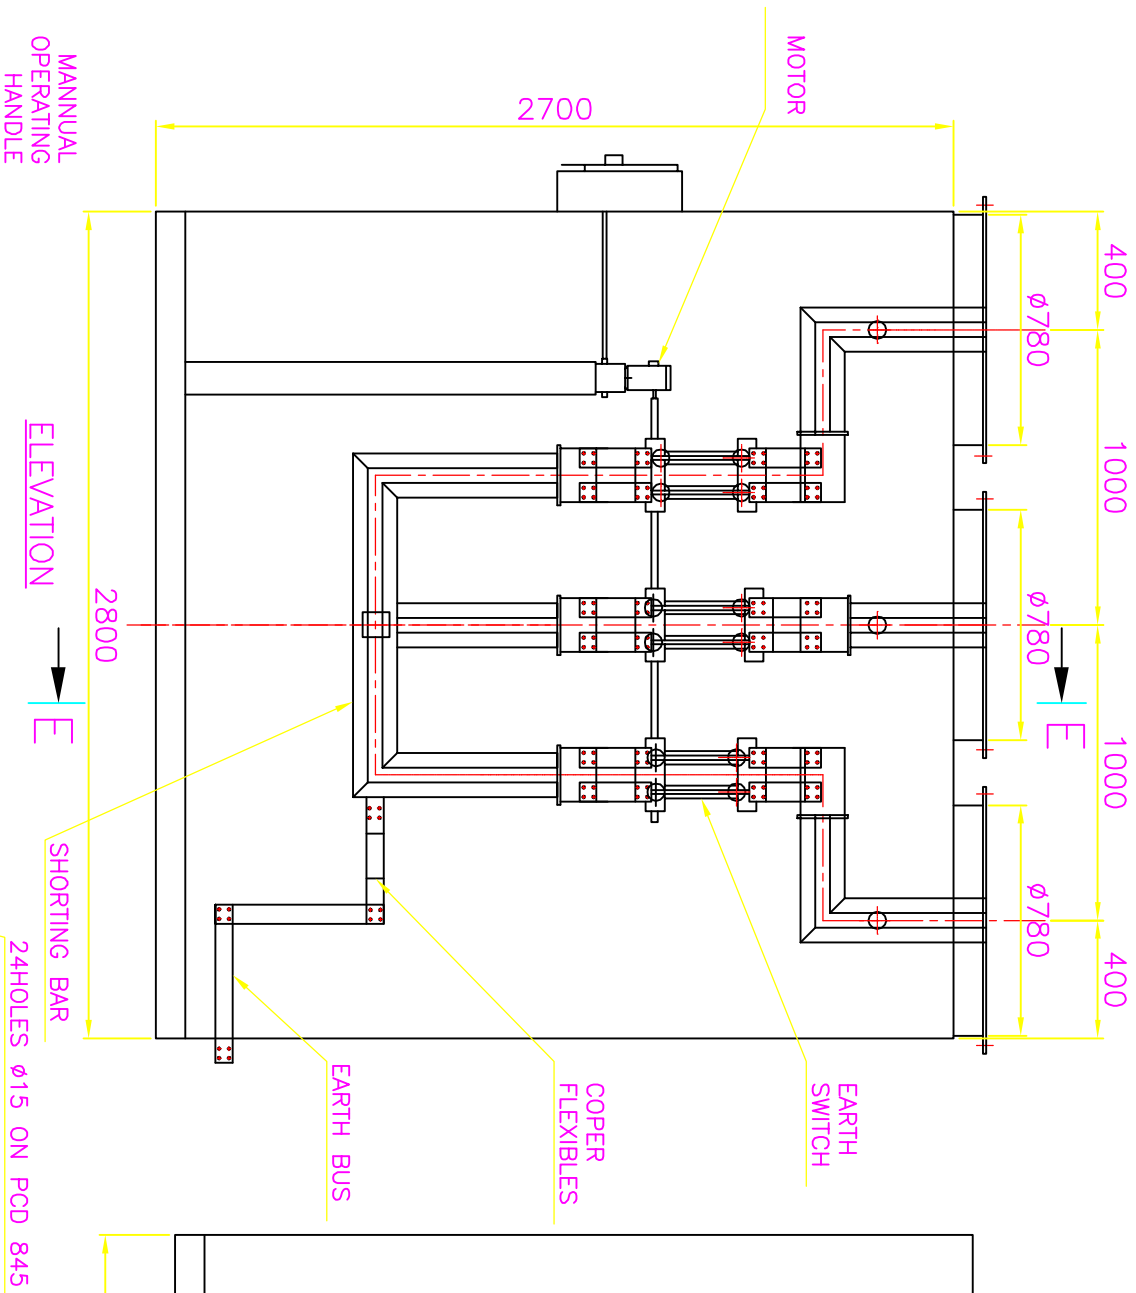 400
1000
1000
400
ø780
ø780
ø780
MOTOR
2700
E
E
EARTH
SWITCH
COPER
FLEXIBLES
EARTH BUS
2800
SHORTING BAR
MANNUAL
OPERATING
HANDLE
ELEVATION
24HOLES ø15 ON PCD 845